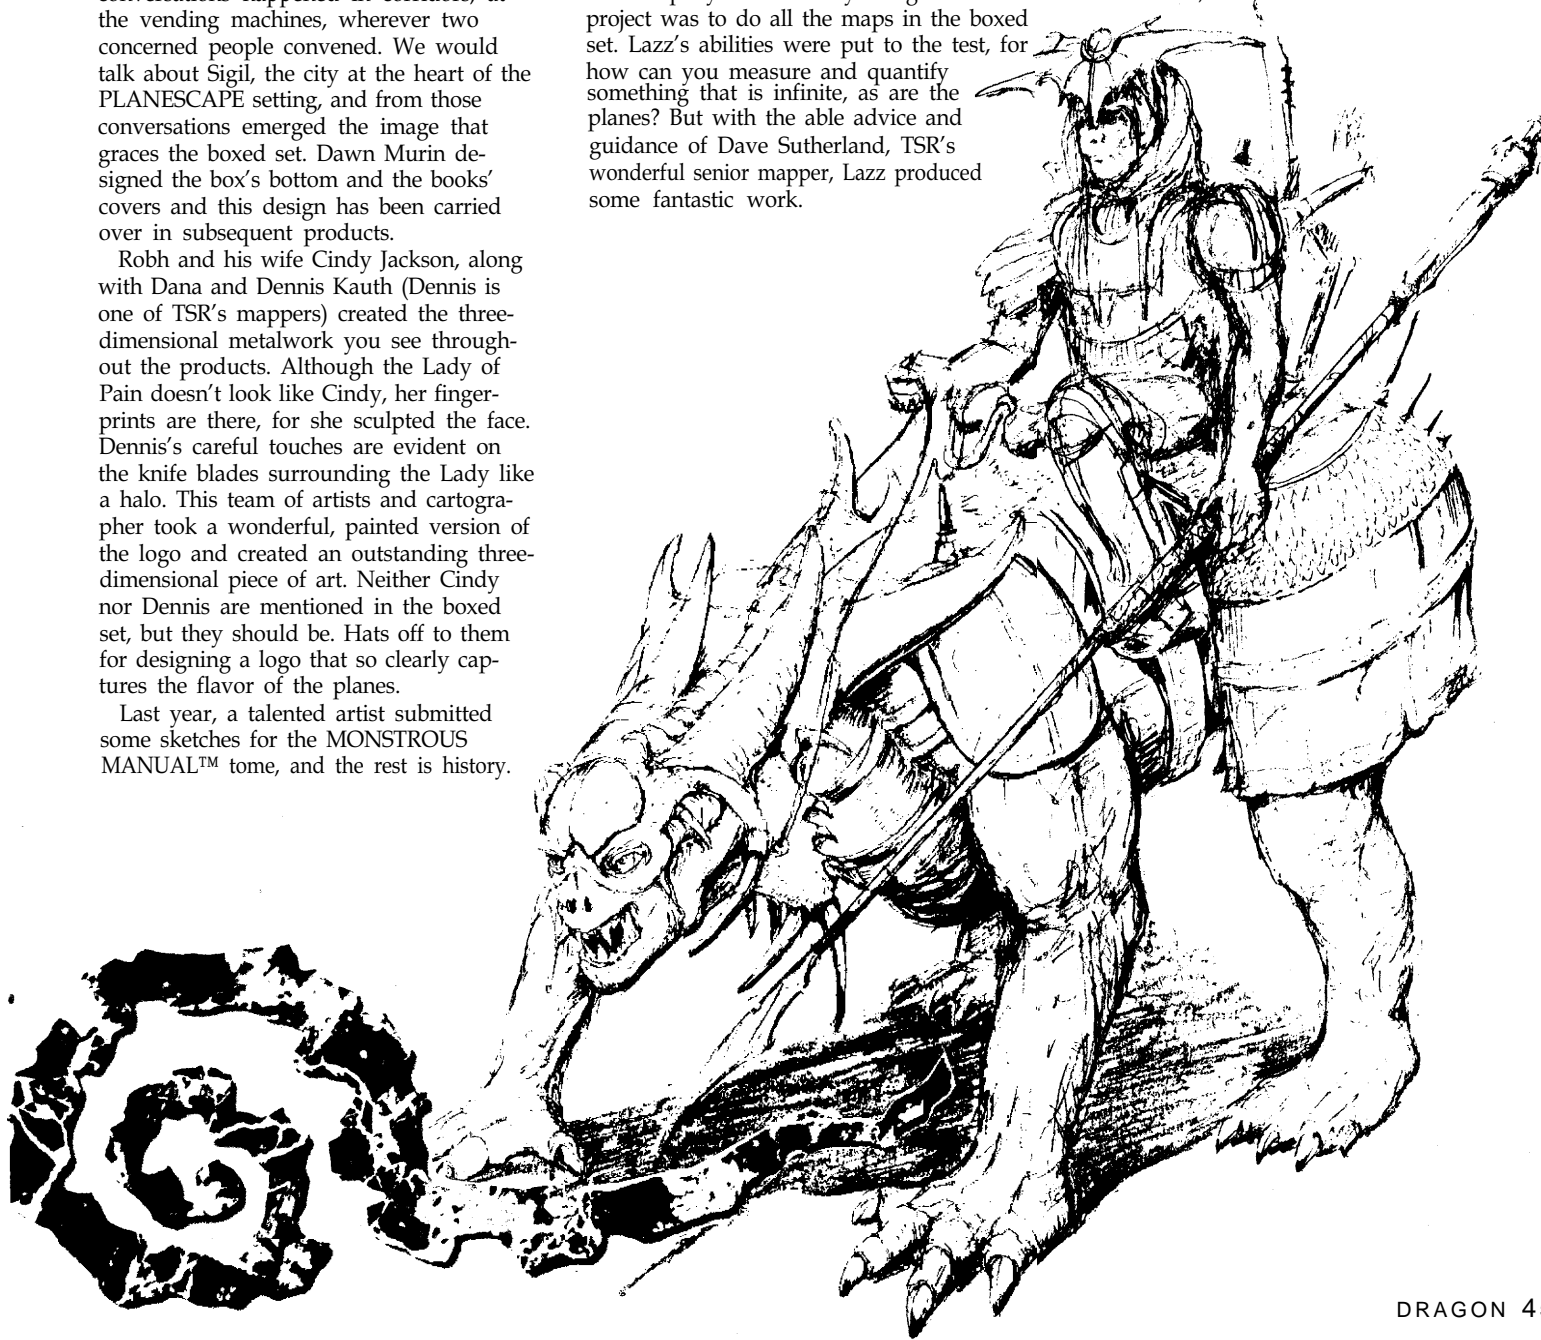 the vending machines, wherever two
concerned people convened. We would
talk about Sigil, the city at the heart of the
PLANESCAPE setting, and from those
conversations emerged the image that
graces the boxed set. Dawn Murin de-
signed the box’s bottom and the books’
covers and this design has been carried
over in subsequent products.
Robh and his wife Cindy Jackson, along
with Dana and Dennis Kauth (Dennis is
one of TSR’s mappers) created the three-
dimensional metalwork you see through-
out the products. Although the Lady of
Pain doesn’t look like Cindy, her finger-
prints are there, for she sculpted the face.
Dennis’s careful touches are evident on
the knife blades surrounding the Lady like
a halo. This team of artists and cartogra-
pher took a wonderful, painted version of
the logo and created an outstanding three-
dimensional piece of art. Neither Cindy
nor Dennis are mentioned in the boxed
set, but they should be. Hats off to them
for designing a logo that so clearly cap-
tures the flavor of the planes.
Last year, a talented artist submitted
some sketches for the MONSTROUS
MANUAL™ tome, and the rest is history.
project was to do all the maps in the boxed
set. Lazz’s abilities were put to the test, for
how can you measure and quantify
something that is infinite, as are the
planes? But with the able advice and
guidance of Dave Sutherland, TSR’s
wonderful senior mapper, Lazz produced
some fantastic work.
DRAGON 4